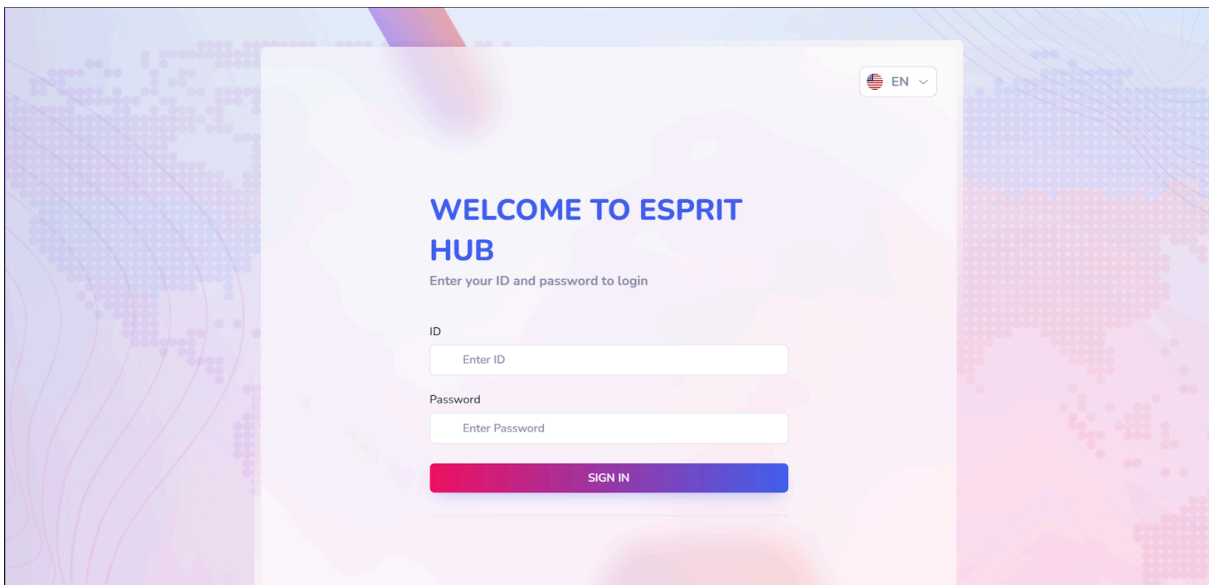 EN
WELCOME TO ESPRIT
HUB
Enter your ID and password to login
ID
Enter ID
Password
Enter Password
SIGN IN